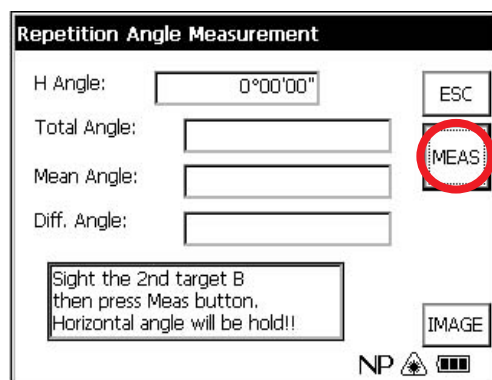 Repetition Angle Measurement
H Angle: 0°00'00"
ESC
Total Angle:
MEAS
Mean Angle:
Diff. Angle:
Sight the 2nd target B
then press Meas button.
Horizontal angle will be hold!!
IMAGE
NP